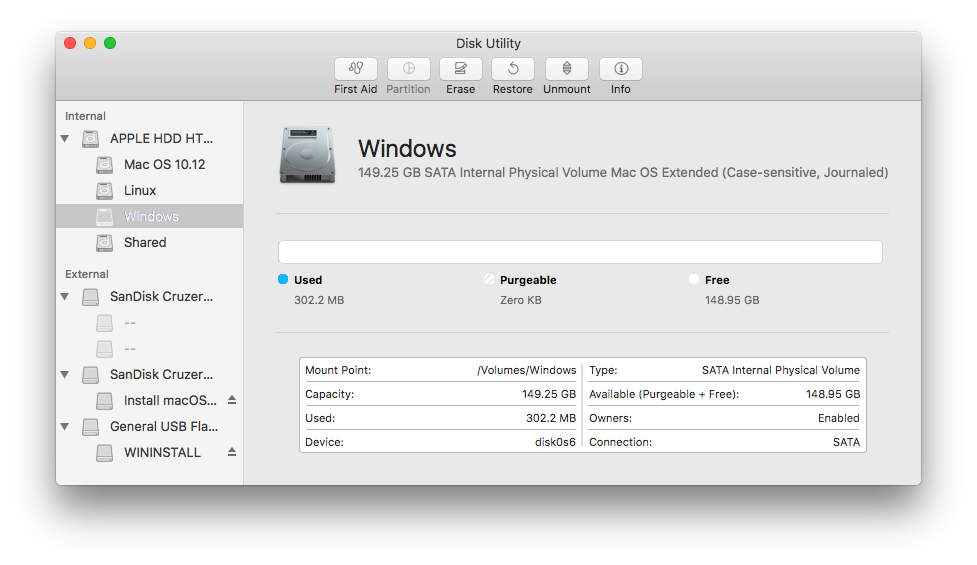 Disk Utility
First Aid Partition Erase Restore Unmount Info
Internal
APPLE HDD HT...
Mac OS 10.12
Linux
Windows
Shared
External
SanDisk Cruzer...
--
--
SanDisk Cruzer...
Install macOS...
General USB Fla...
WININSTALL
Windows
149.25 GB SATA Internal Physical Volume Mac OS Extended (Case-sensitive, Journaled)
Used Purgeable Free
302.2 MB Zero KB 148.95 GB
Mount Point: /Volumes/Windows Type: SATA Internal Physical Volume
Capacity: 149.25 GB Available (Purgeable + Free): 148.95 GB
Used: 302.2 MB Owners: Enabled
Device: disk0s6 Connection: SATA